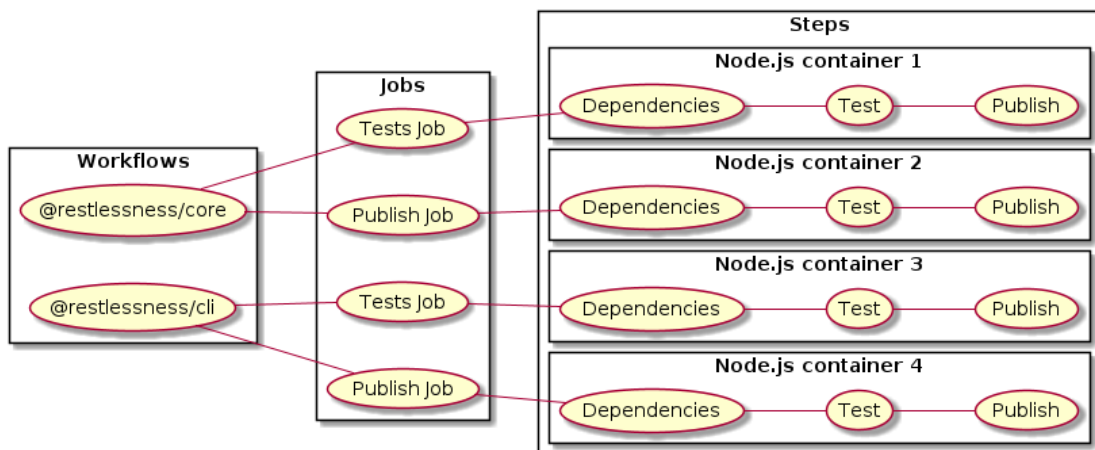 Workflows
@restlessness/core
@restlessness/cli
Jobs
Tests Job
Publish Job
Tests Job
Publish Job
Steps
Node.js container 1
Dependencies
Test
Publish
Node.js container 2
Dependencies
Test
Publish
Node.js container 3
Dependencies
Test
Publish
Node.js container 4
Dependencies
Test
Publish